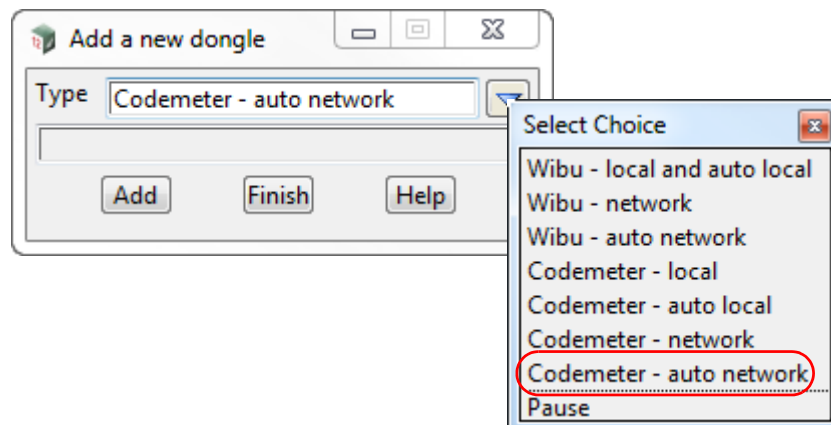 Add a new dongle
Type Codemeter - auto network
Add Finish Help
Select Choice
Wibu - local and auto local
Wibu - network
Wibu - auto network
Codemeter - local
Codemeter - auto local
Codemeter - network
Codemeter - auto network
Pause